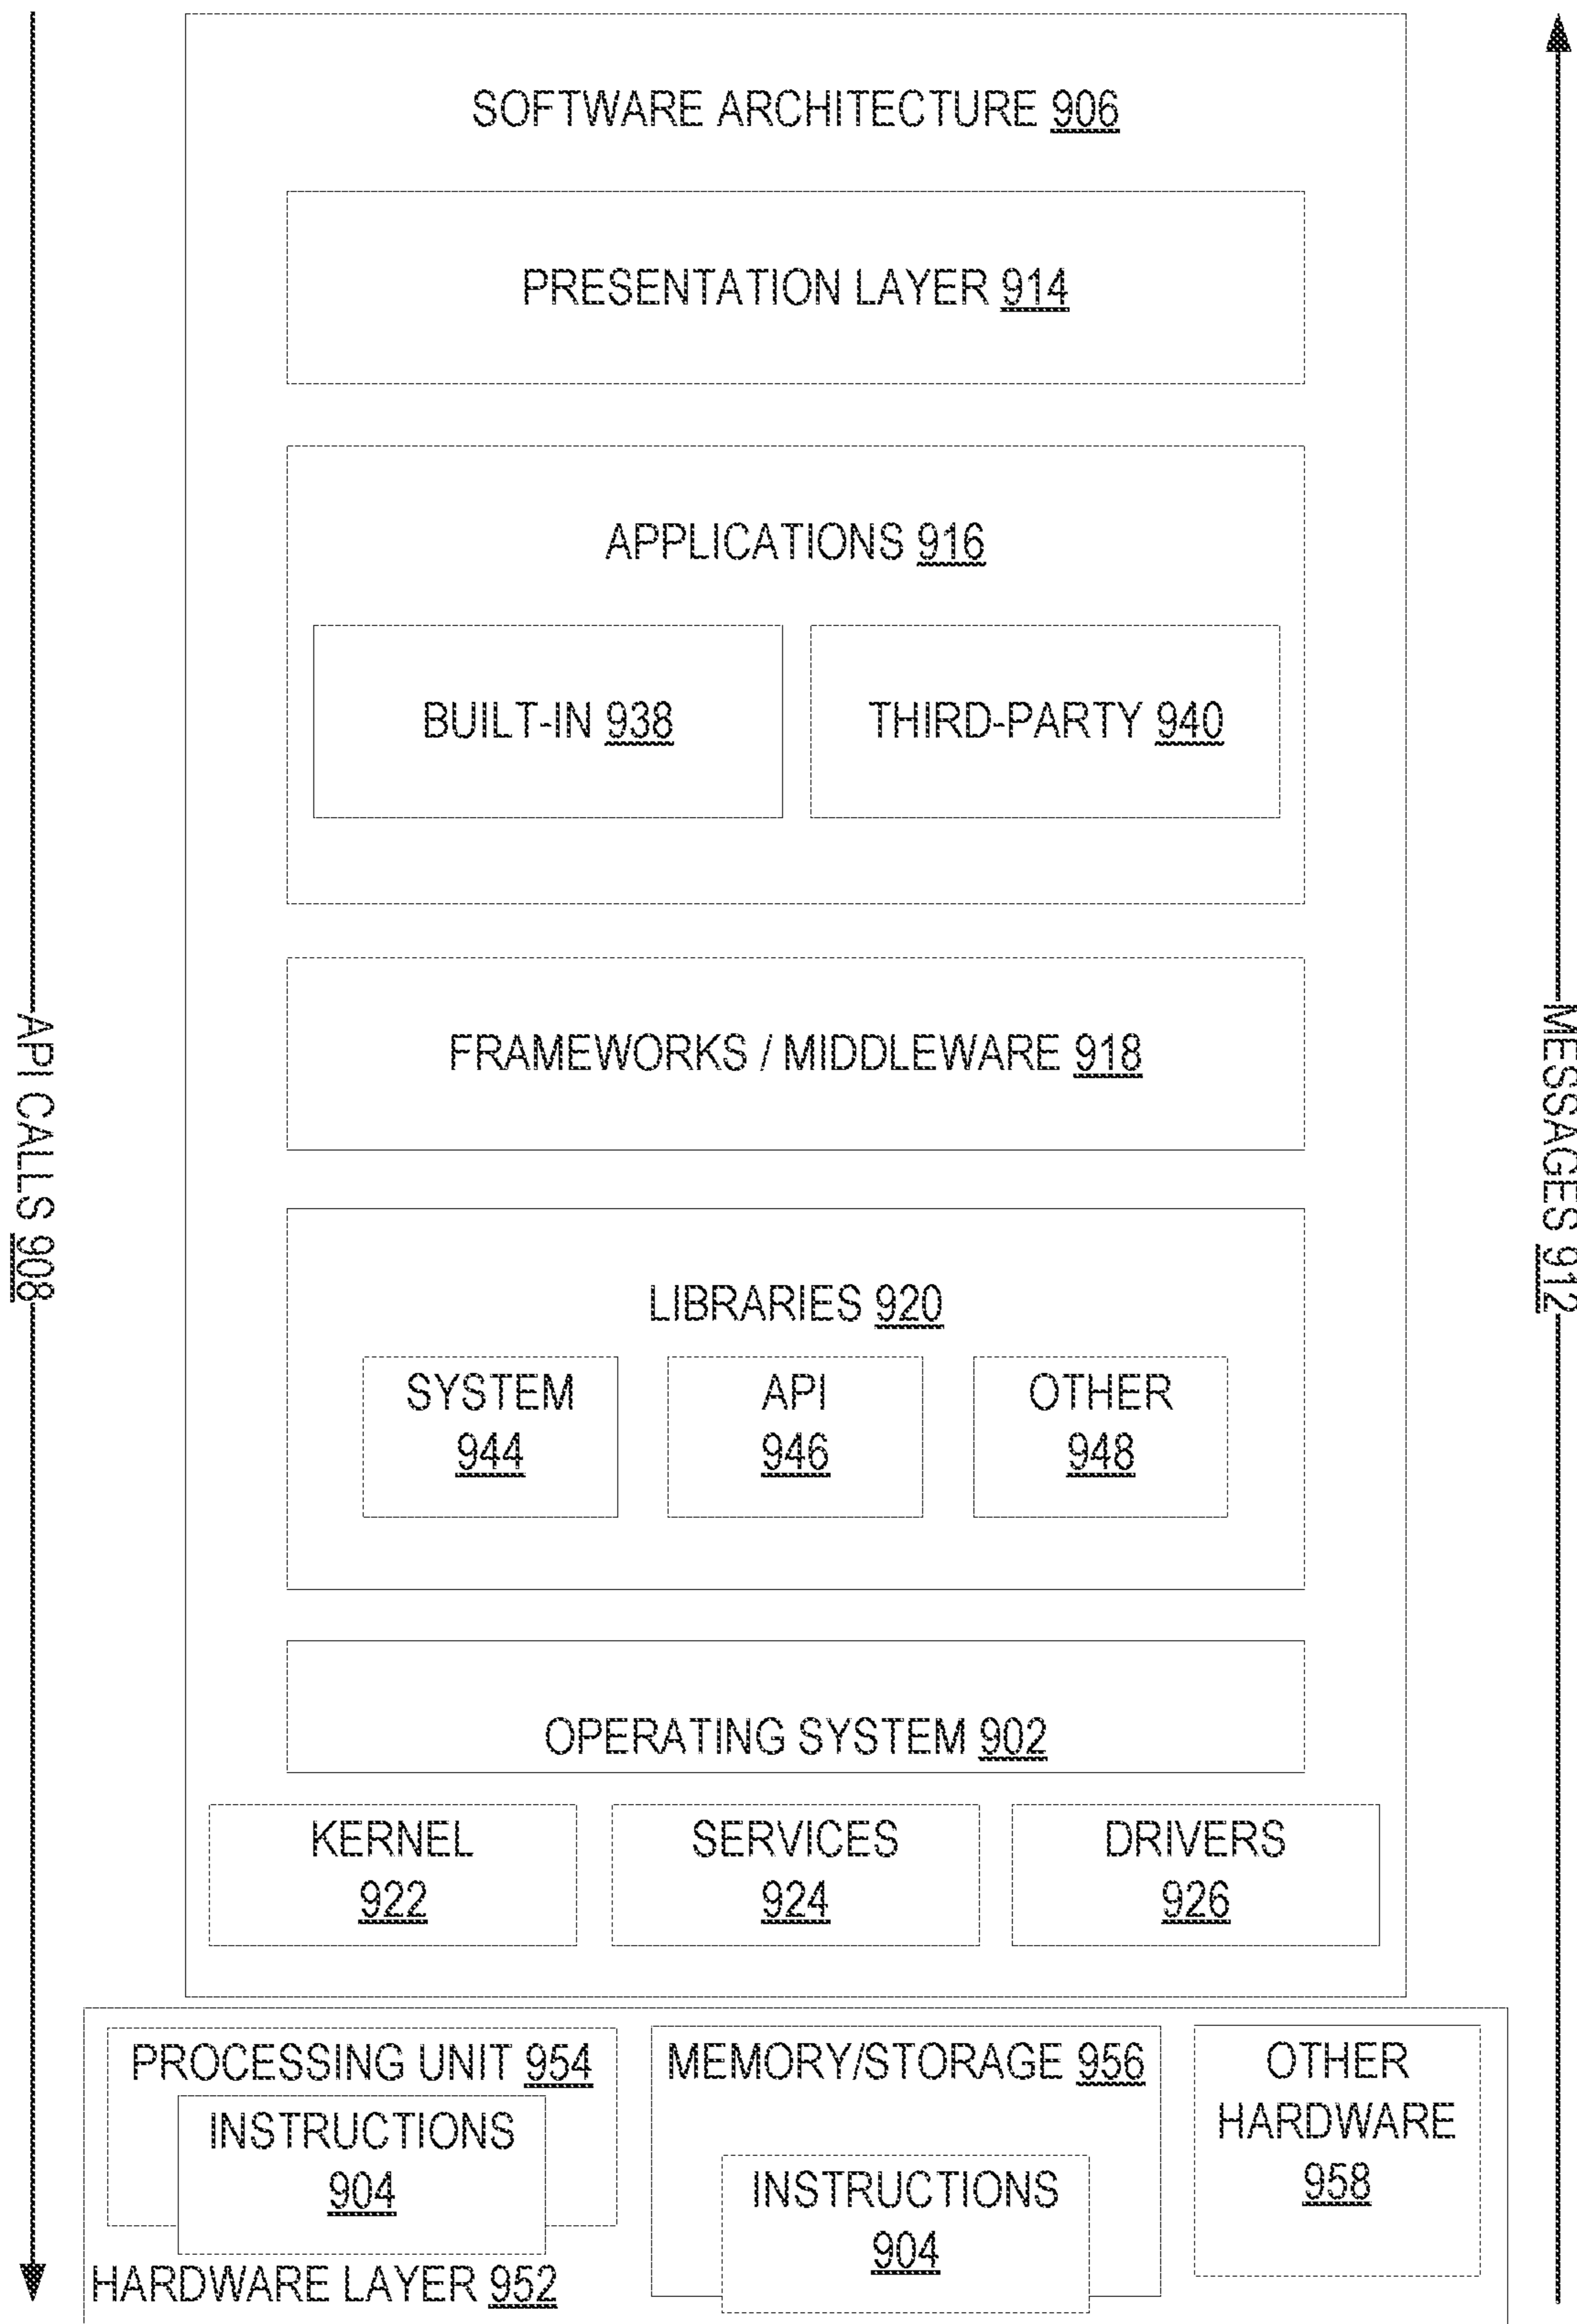 SOFTWARE ARCHITECTURE 906
PRESENTATION LAYER 914
APPLICATIONS 916
BUILT-IN 938
THIRD-PARTY 940
FRAMEWORKS / MIDDLEWARE 918
API CALLS 908
MESSAGES 912
LIBRARIES 920
SYSTEM
944
API
946
OTHER
948
OPERATING SYSTEM 902
KERNEL
922
SERVICES
924
DRIVERS
926
PROCESSING UNIT 954
INSTRUCTIONS
904
MEMORY/STORAGE 956
INSTRUCTIONS
904
OTHER
HARDWARE
958
HARDWARE LAYER 952